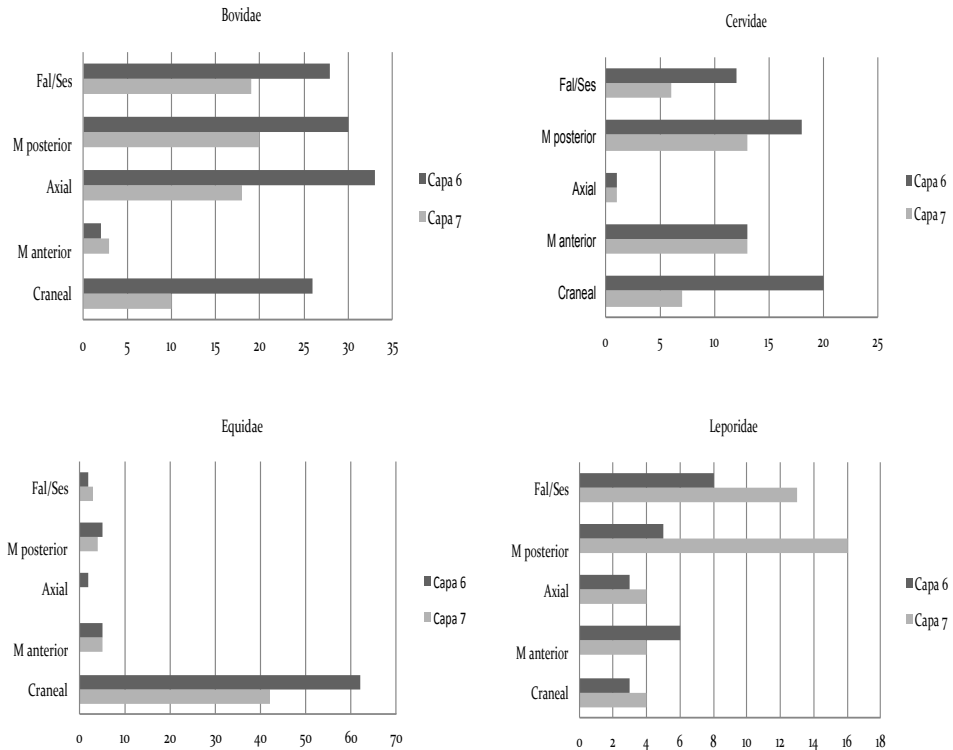 Bovidae
Fal/Ses
M posterior
Axial
M anterior
Craneal
0 5 10 15 20 25 30 35
Capa 6
Capa 7
Cervidae
Fal/Ses
M posterior
Axial
M anterior
Craneal
0 5 10 15 20 25
Capa 6
Capa 7
Equidae
Fal/Ses
M posterior
Axial
M anterior
Craneal
0 10 20 30 40 50 60 70
Capa 6
Capa 7
Leporidae
Fal/Ses
M posterior
Axial
M anterior
Craneal
0 2 4 6 8 10 12 14 16 18
Capa 6
Capa 7